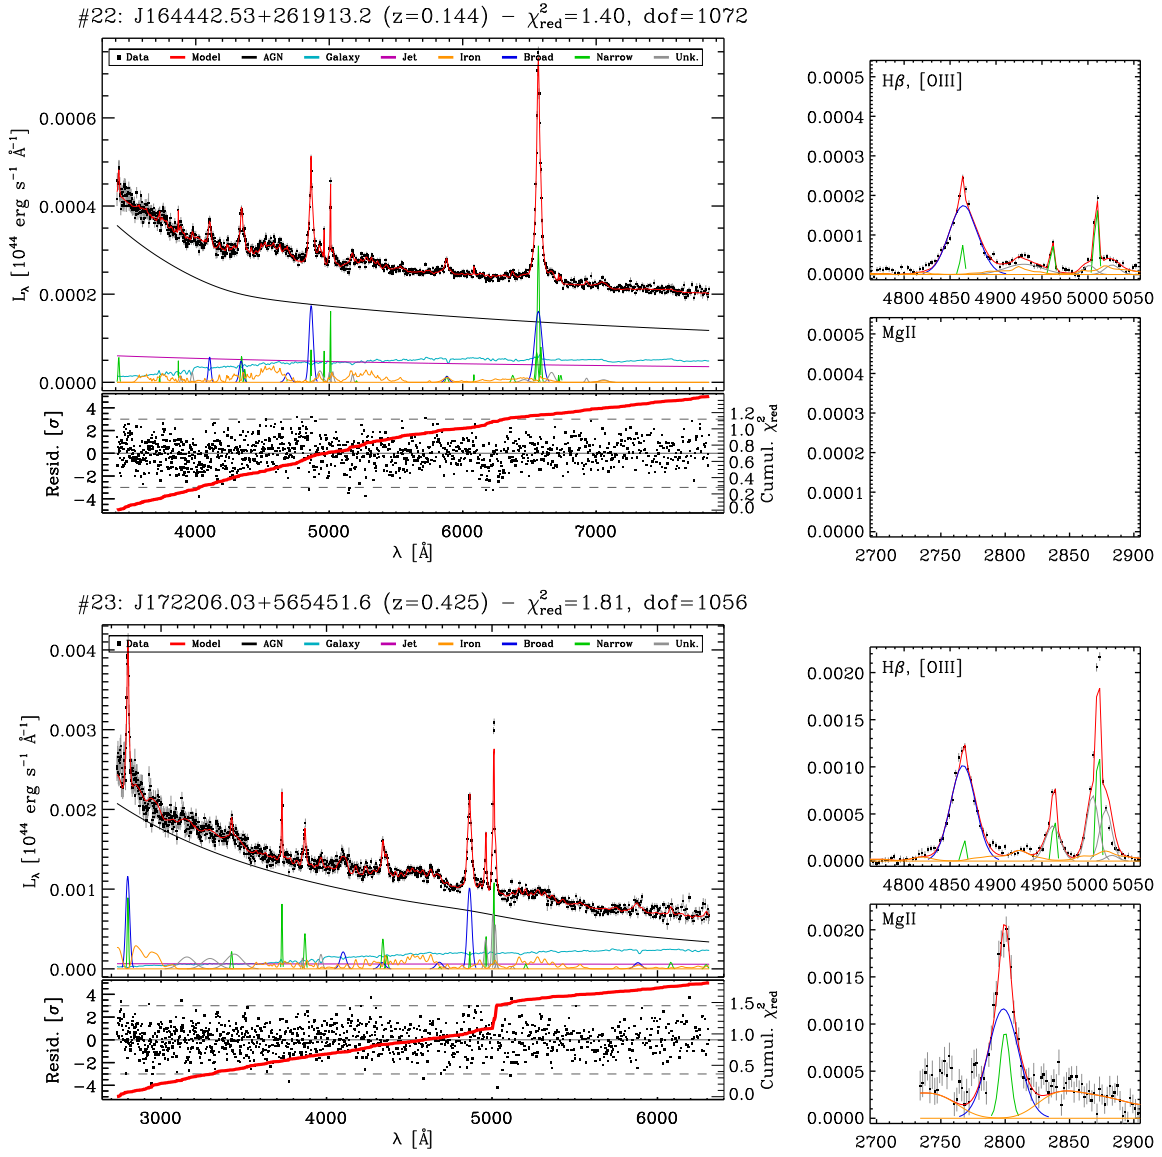 #22: J164442.53+261913.2 (z=0.144) − χ²red=1.40, dof=1072
Data Model AGN Galaxy Jet Iron Broad Narrow Unk.
0.0006
0.0004
0.0002
0.0000
Lλ [10⁴⁴ erg s⁻¹ Å⁻¹]
4
2
0
−2
−4
Resid. [σ]
1.2
1.0
0.8
0.7
0.5
0.3
0.2
0.0
Cumul. χ²red
4000 5000 6000 7000
λ [Å]
Hβ, [OIII]
0.0005
0.0004
0.0003
0.0002
0.0001
0.0000
4800 4850 4900 4950 5000 5050
MgII
0.0005
0.0004
0.0003
0.0002
0.0001
0.0000
2700 2750 2800 2850 2900
#23: J172206.03+565451.6 (z=0.425) − χ²red=1.81, dof=1056
Data Model AGN Galaxy Jet Iron Broad Narrow Unk.
0.004
0.003
0.002
0.001
0.000
Lλ [10⁴⁴ erg s⁻¹ Å⁻¹]
4
2
0
−2
−4
Resid. [σ]
1.5
1.0
0.5
0.0
Cumul. χ²red
3000 4000 5000 6000
λ [Å]
Hβ, [OIII]
0.0020
0.0015
0.0010
0.0005
0.0000
4800 4850 4900 4950 5000 5050
MgII
0.0020
0.0015
0.0010
0.0005
0.0000
2700 2750 2800 2850 2900